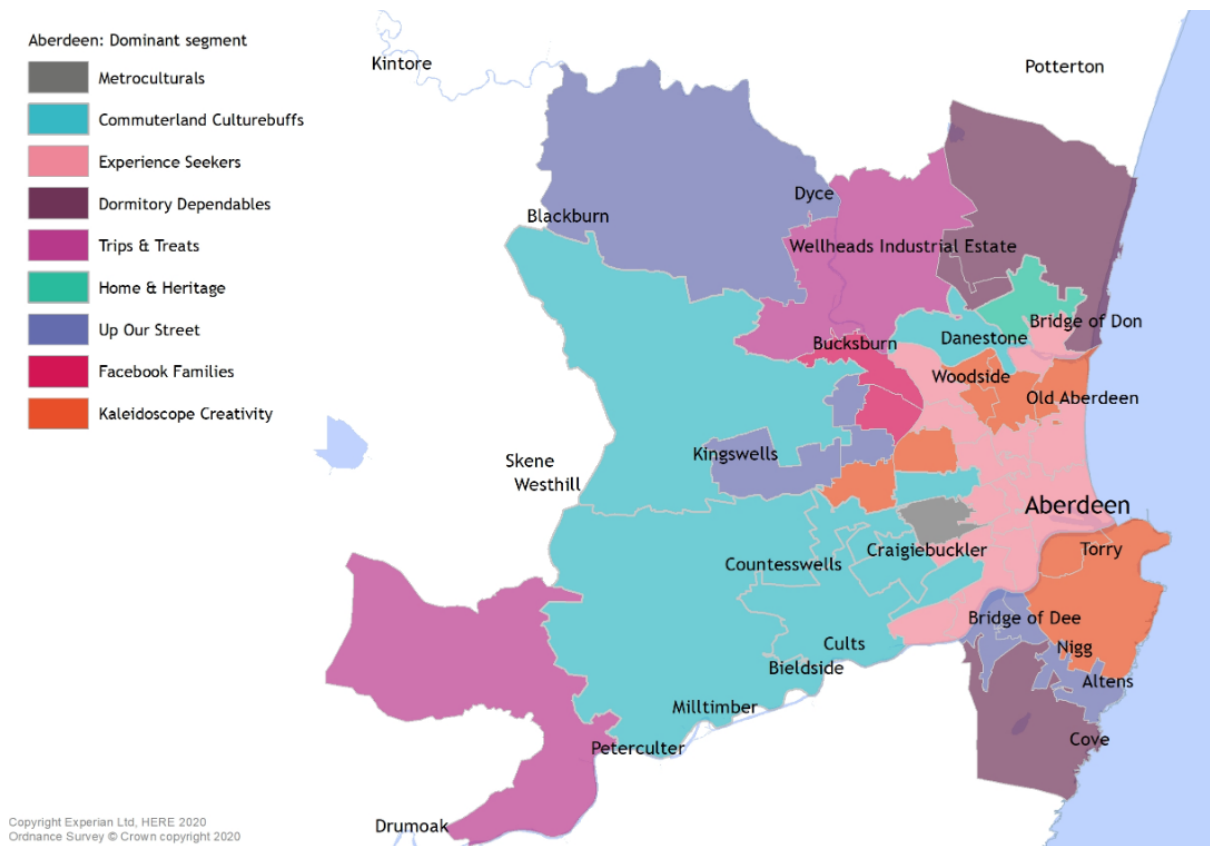 Aberdeen: Dominant segment
Metroculturals
Commuterland Culturebuffs
Experience Seekers
Dormitory Dependables
Trips & Treats
Home & Heritage
Up Our Street
Facebook Families
Kaleidoscope Creativity
Kintore
Potterton
Dyce
Blackburn
Wellheads Industrial Estate
Bridge of Don
Bucksburn
Danestone
Woodside
Old Aberdeen
Kingswells
Skene
Westhill
Aberdeen
Craigiebuckler
Torry
Countesswells
Bridge of Dee
Cults
Nigg
Bieldside
Altens
Milltimber
Cove
Peterculter
Drumoak
Copyright Experian Ltd, HERE 2020
Ordnance Survey © Crown copyright 2020